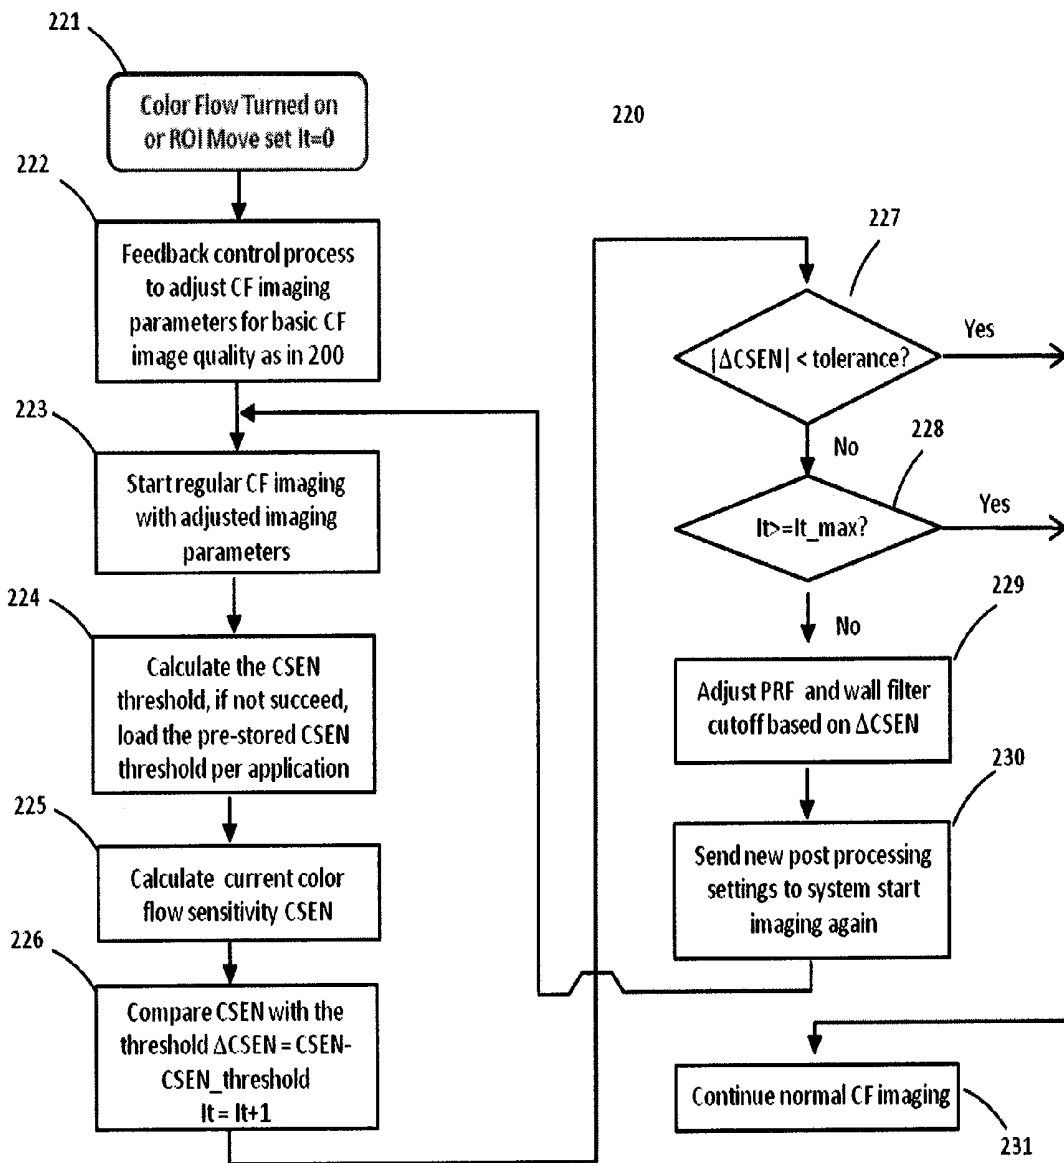 221
Color Flow Turned on
or ROI Move set It=0
220
222
Feedback control process
to adjust CF imaging
parameters for basic CF
image quality as in 200
223
Start regular CF imaging
with adjusted imaging
parameters
224
Calculate the CSEN
threshold, if not succeed,
load the pre-stored CSEN
threshold per application
225
Calculate current color
flow sensitivity CSEN
226
Compare CSEN with the
threshold ΔCSEN = CSEN-
CSEN_threshold
It = It+1
227
|ΔCSEN| < tolerance?
Yes
No
228
It>=It_max?
Yes
No
229
Adjust PRF and wall filter
cutoff based on ΔCSEN
230
Send new post processing
settings to system start
imaging again
Continue normal CF imaging
231